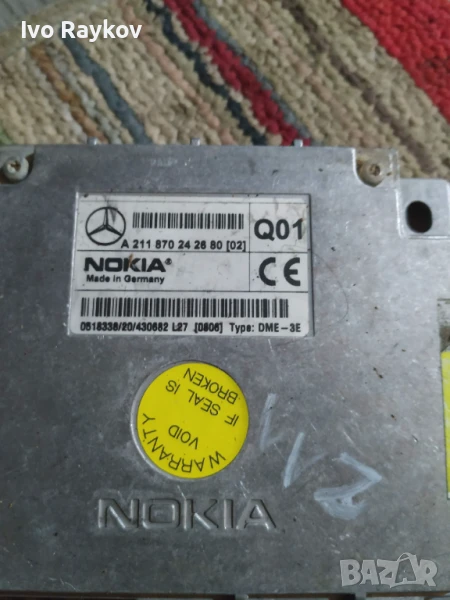 Ivo Raykov
A 211 870 24 26 80 [02]
Q01
NOKIA®
Made in Germany
CE
0518338/20/430682 L27 [0806] Type: DME-3E
WARRANTY
VOID
IF SEAL IS
BROKEN
NOKIA
BAZAR